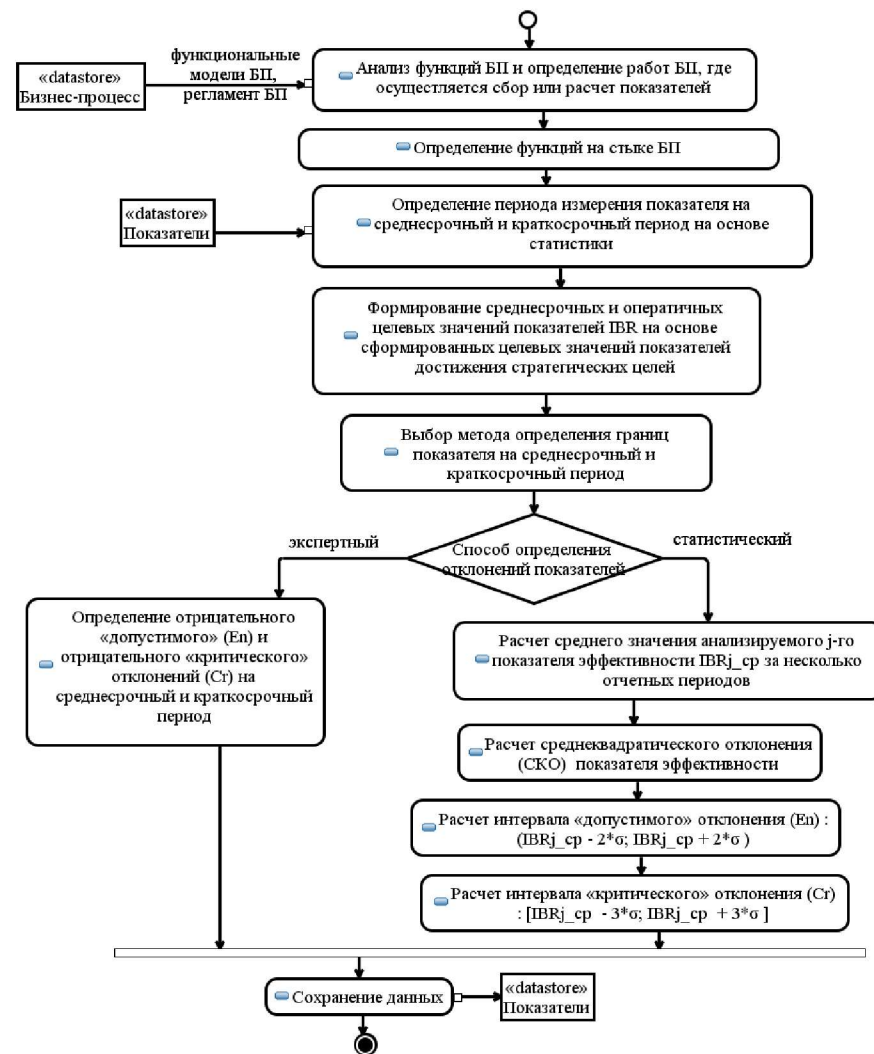 функциональные
модели БП,
регламент БП
«datastore»
Бизнес-процесс
Анализ функций БП и определение работ БП, где
осущестляется сбор или расчет показателей
Определение функций на стыке БП
«datastore»
Показатели
Определение периода измерения показателя на
среднесрочный и краткосрочный период на основе
статистики
Формирование среднесрочных и оператичных
целевых значений показателей IBR на основе
сформированных целевых значений показателей
достижения стратегических целей
Выбор метода определения границ
показателя на среднесрочный и
краткосрочный период
экспертный
Способ определения
отклонений показателей
статистический
Определение отрицательного
«допустимого» (En) и
отрицательного «критического»
отклонений (Cr) на
среднесрочный и краткосрочный
период
Расчет среднего значения анализируемого j-го
показателя эффективности IBRj_cp за несколько
отчетных периодов
Расчет среднеквадратического отклонения
(СКО) показателя эффективности
Расчет интервала «допустимого» отклонения (En) :
(IBRj_cp - 2*σ; IBRj_cp + 2*σ )
Расчет интервала «критического» отклонения (Cr)
: [IBRj_cp - 3*σ; IBRj_cp + 3*σ ]
Сохранение данных
«datastore»
Показатели